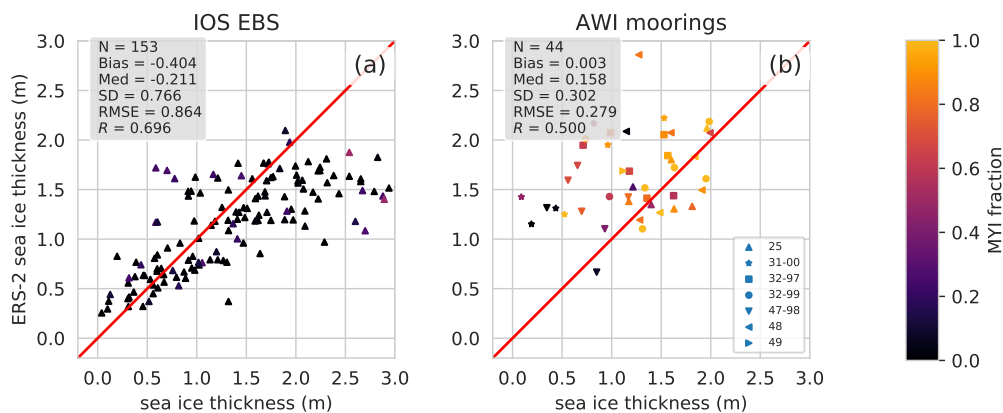 IOS EBS
AWI moorings
N = 153
Bias = -0.404
Med = -0.211
SD = 0.766
RMSE = 0.864
R = 0.696
(a)
N = 44
Bias = 0.003
Med = 0.158
SD = 0.302
RMSE = 0.279
R = 0.500
(b)
3.0
2.5
2.0
1.5
1.0
0.5
0.0
ERS-2 sea ice thickness (m)
0.0 0.5 1.0 1.5 2.0 2.5 3.0
sea ice thickness (m)
3.0
2.5
2.0
1.5
1.0
0.5
0.0
25
31-00
32-97
32-99
47-98
48
49
0.0 0.5 1.0 1.5 2.0 2.5 3.0
sea ice thickness (m)
1.0
0.8
0.6
0.4
0.2
0.0
MYI fraction